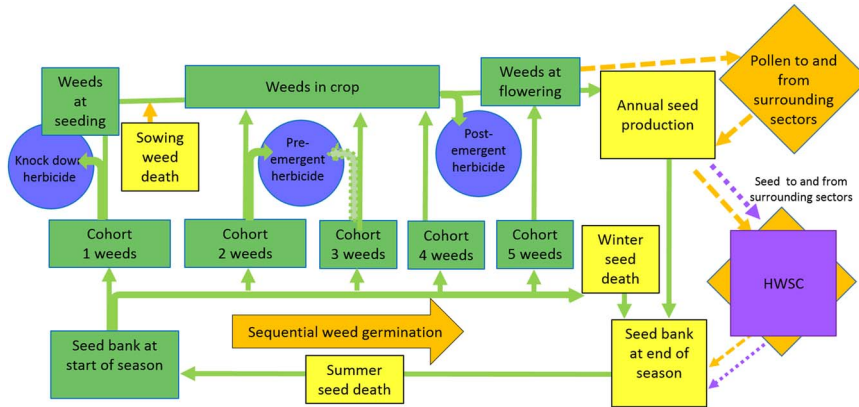 Weeds
at
seeding
Weeds in crop
Weeds at
flowering
Annual seed
production
Pollen to and
from
surrounding
sectors
Sowing
weed
death
Knock down
herbicide
Pre-
emergent
herbicide
Post-
emergent
herbicide
Seed to and from
surrounding sectors
Cohort
1 weeds
Cohort
2 weeds
Cohort
3 weeds
Cohort
4 weeds
Cohort
5 weeds
Winter
seed
death
HWSC
Sequential weed germination
Seed bank at
start of season
Summer
seed death
Seed bank
at end of
season